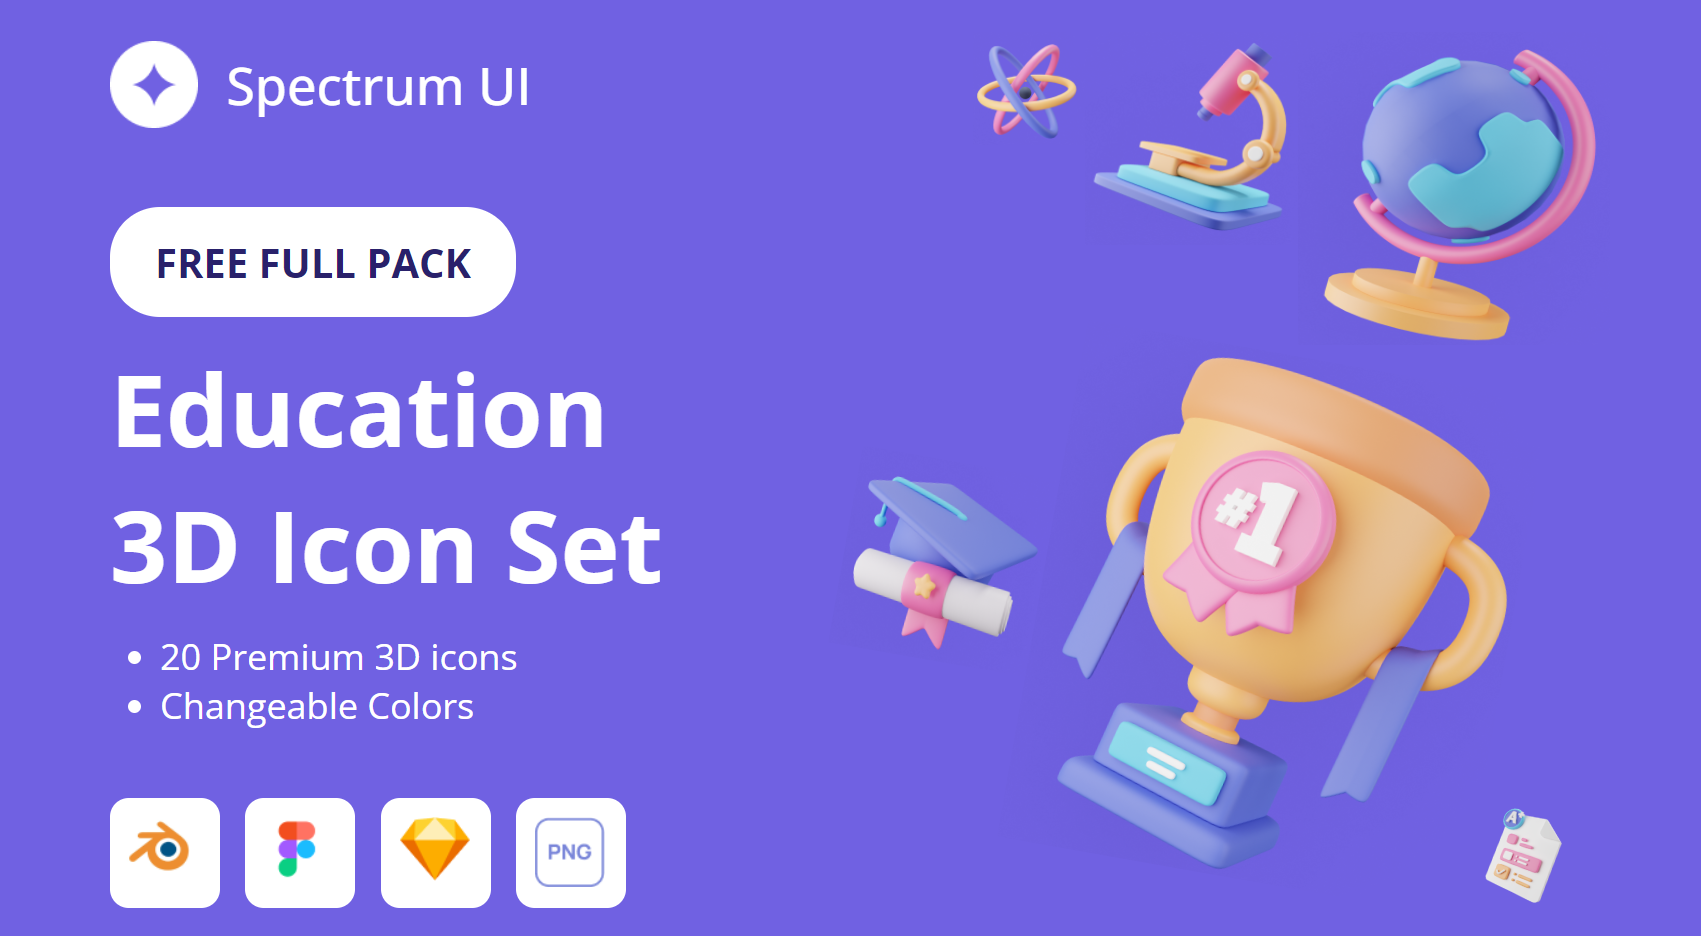 Spectrum UI
FREE FULL PACK
Education
3D Icon Set
20 Premium 3D icons
Changeable Colors
PNG
#1
A+